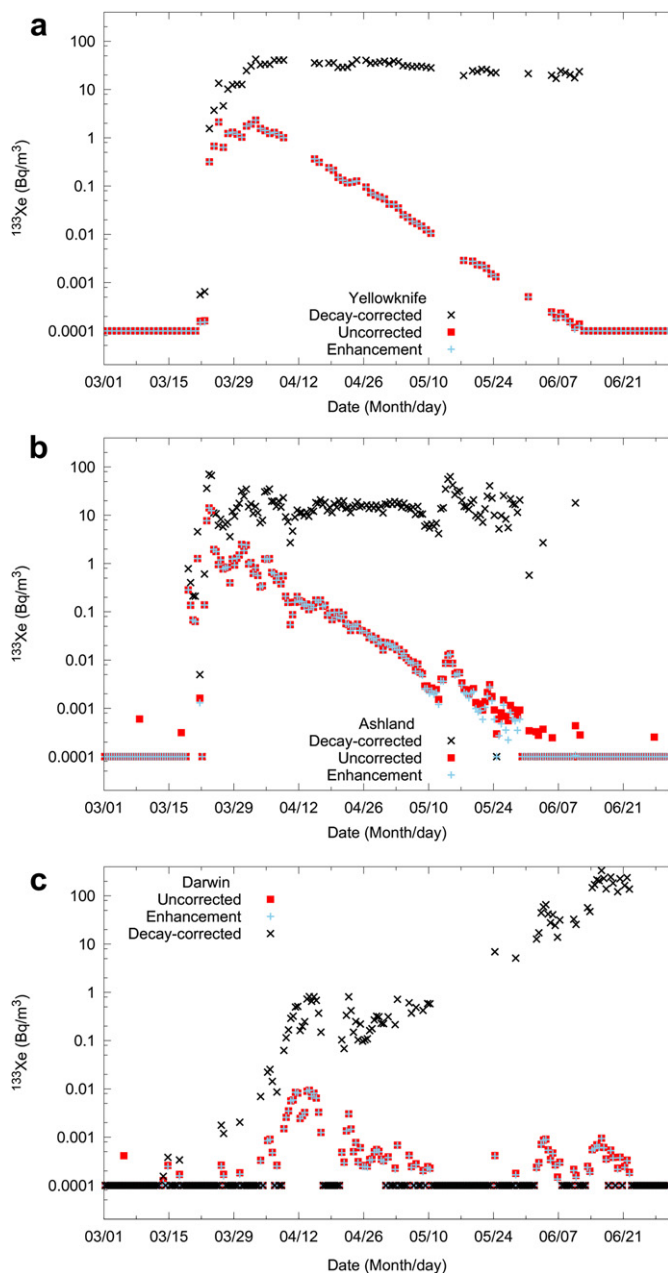 a
100
10
1
0.1
0.01
0.001
0.0001
133Xe (Bq/m3)
Yellowknife
Decay-corrected
Uncorrected
Enhancement
03/01 03/15 03/29 04/12 04/26 05/10 05/24 06/07 06/21
Date (Month/day)
b
100
10
1
0.1
0.01
0.001
0.0001
133Xe (Bq/m3)
Ashland
Decay-corrected
Uncorrected
Enhancement
03/01 03/15 03/29 04/12 04/26 05/10 05/24 06/07 06/21
Date (Month/day)
c
Darwin
Uncorrected
Enhancement
Decay-corrected
100
10
1
0.1
0.01
0.001
0.0001
133Xe (Bq/m3)
03/01 03/15 03/29 04/12 04/26 05/10 05/24 06/07 06/21
Date (Month/day)